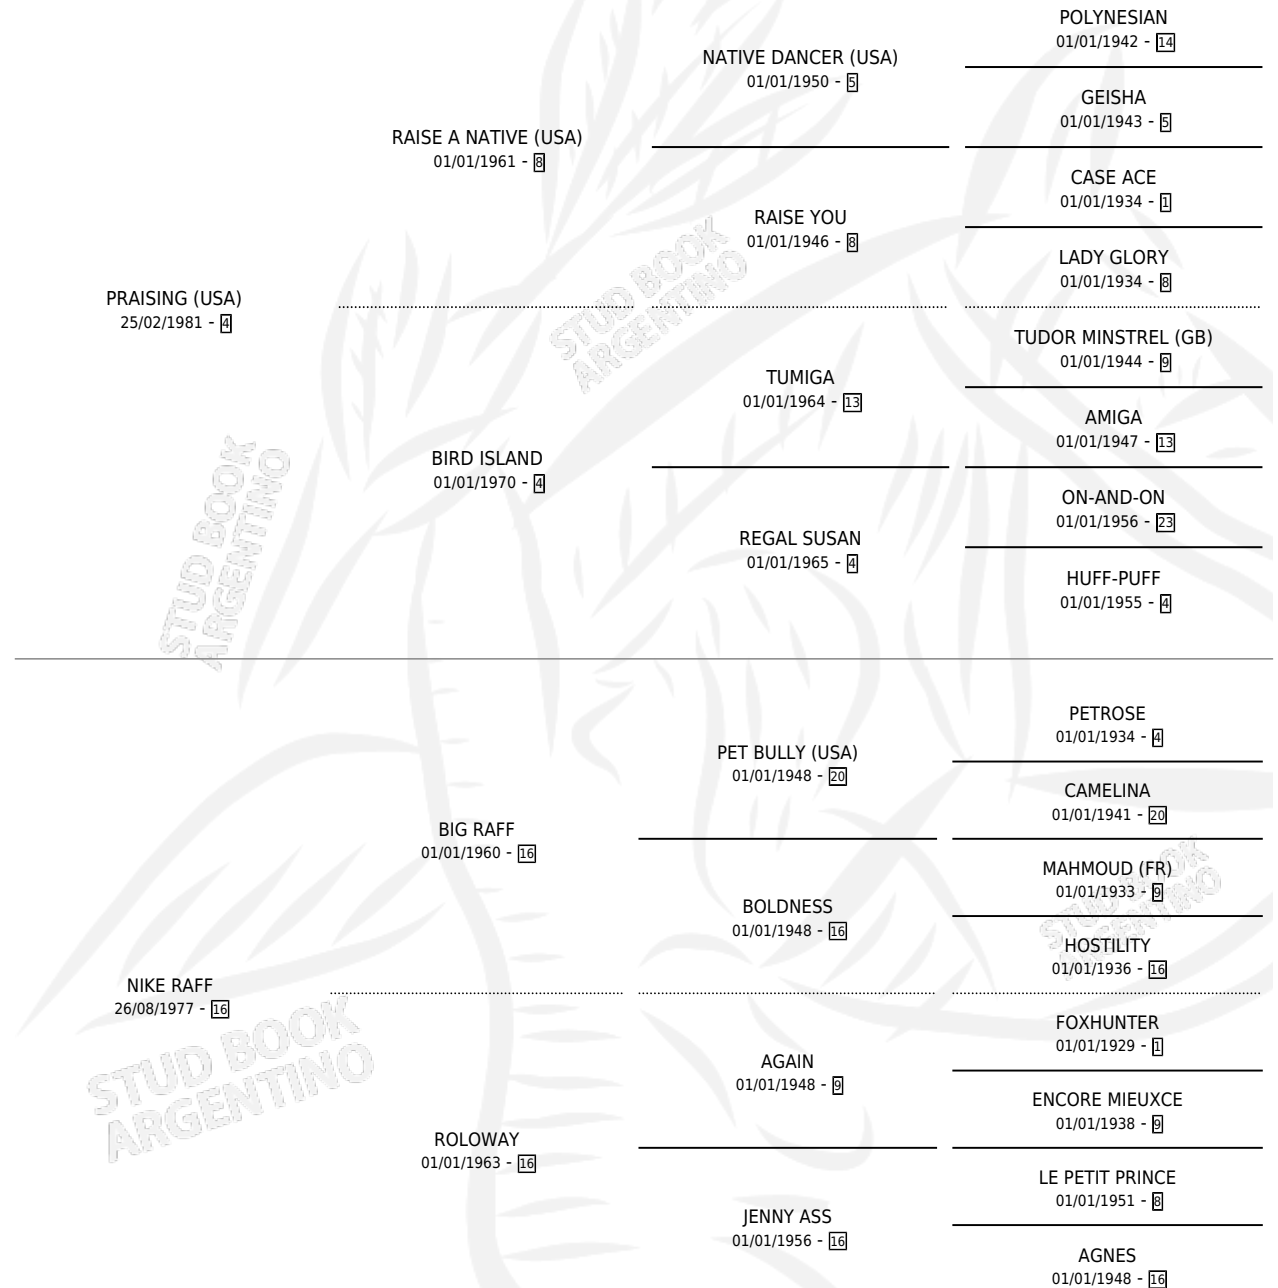 POLYNESIAN
01/01/1942 - 14
NATIVE DANCER (USA)
01/01/1950 - 5
GEISHA
01/01/1943 - 5
RAISE A NATIVE (USA)
01/01/1961 - 8
CASE ACE
01/01/1934 - 1
RAISE YOU
01/01/1946 - 8
LADY GLORY
01/01/1934 - 8
PRAISING (USA)
25/02/1981 - 4
TUDOR MINSTREL (GB)
01/01/1944 - 9
TUMIGA
01/01/1964 - 13
AMIGA
01/01/1947 - 13
BIRD ISLAND
01/01/1970 - 4
ON-AND-ON
01/01/1956 - 23
REGAL SUSAN
01/01/1965 - 4
HUFF-PUFF
01/01/1955 - 4
STUD BOOK
ARGENTINO
STUD BOOK
ARGENTINO
PETROSE
01/01/1934 - 4
PET BULLY (USA)
01/01/1948 - 20
CAMELINA
01/01/1941 - 20
BIG RAFF
01/01/1960 - 16
MAHMOUD (FR)
01/01/1933 - 9
BOLDNESS
01/01/1948 - 16
HOSTILITY
01/01/1936 - 16
STUD BOOK
ARGENTINO
NIKE RAFF
26/08/1977 - 16
FOXHUNTER
01/01/1929 - 1
AGAIN
01/01/1948 - 9
ENCORE MIEUXCE
01/01/1938 - 9
ROLOWAY
01/01/1963 - 16
LE PETIT PRINCE
01/01/1951 - 8
JENNY ASS
01/01/1956 - 16
AGNES
01/01/1948 - 16
STUD BOOK
ARGENTINO